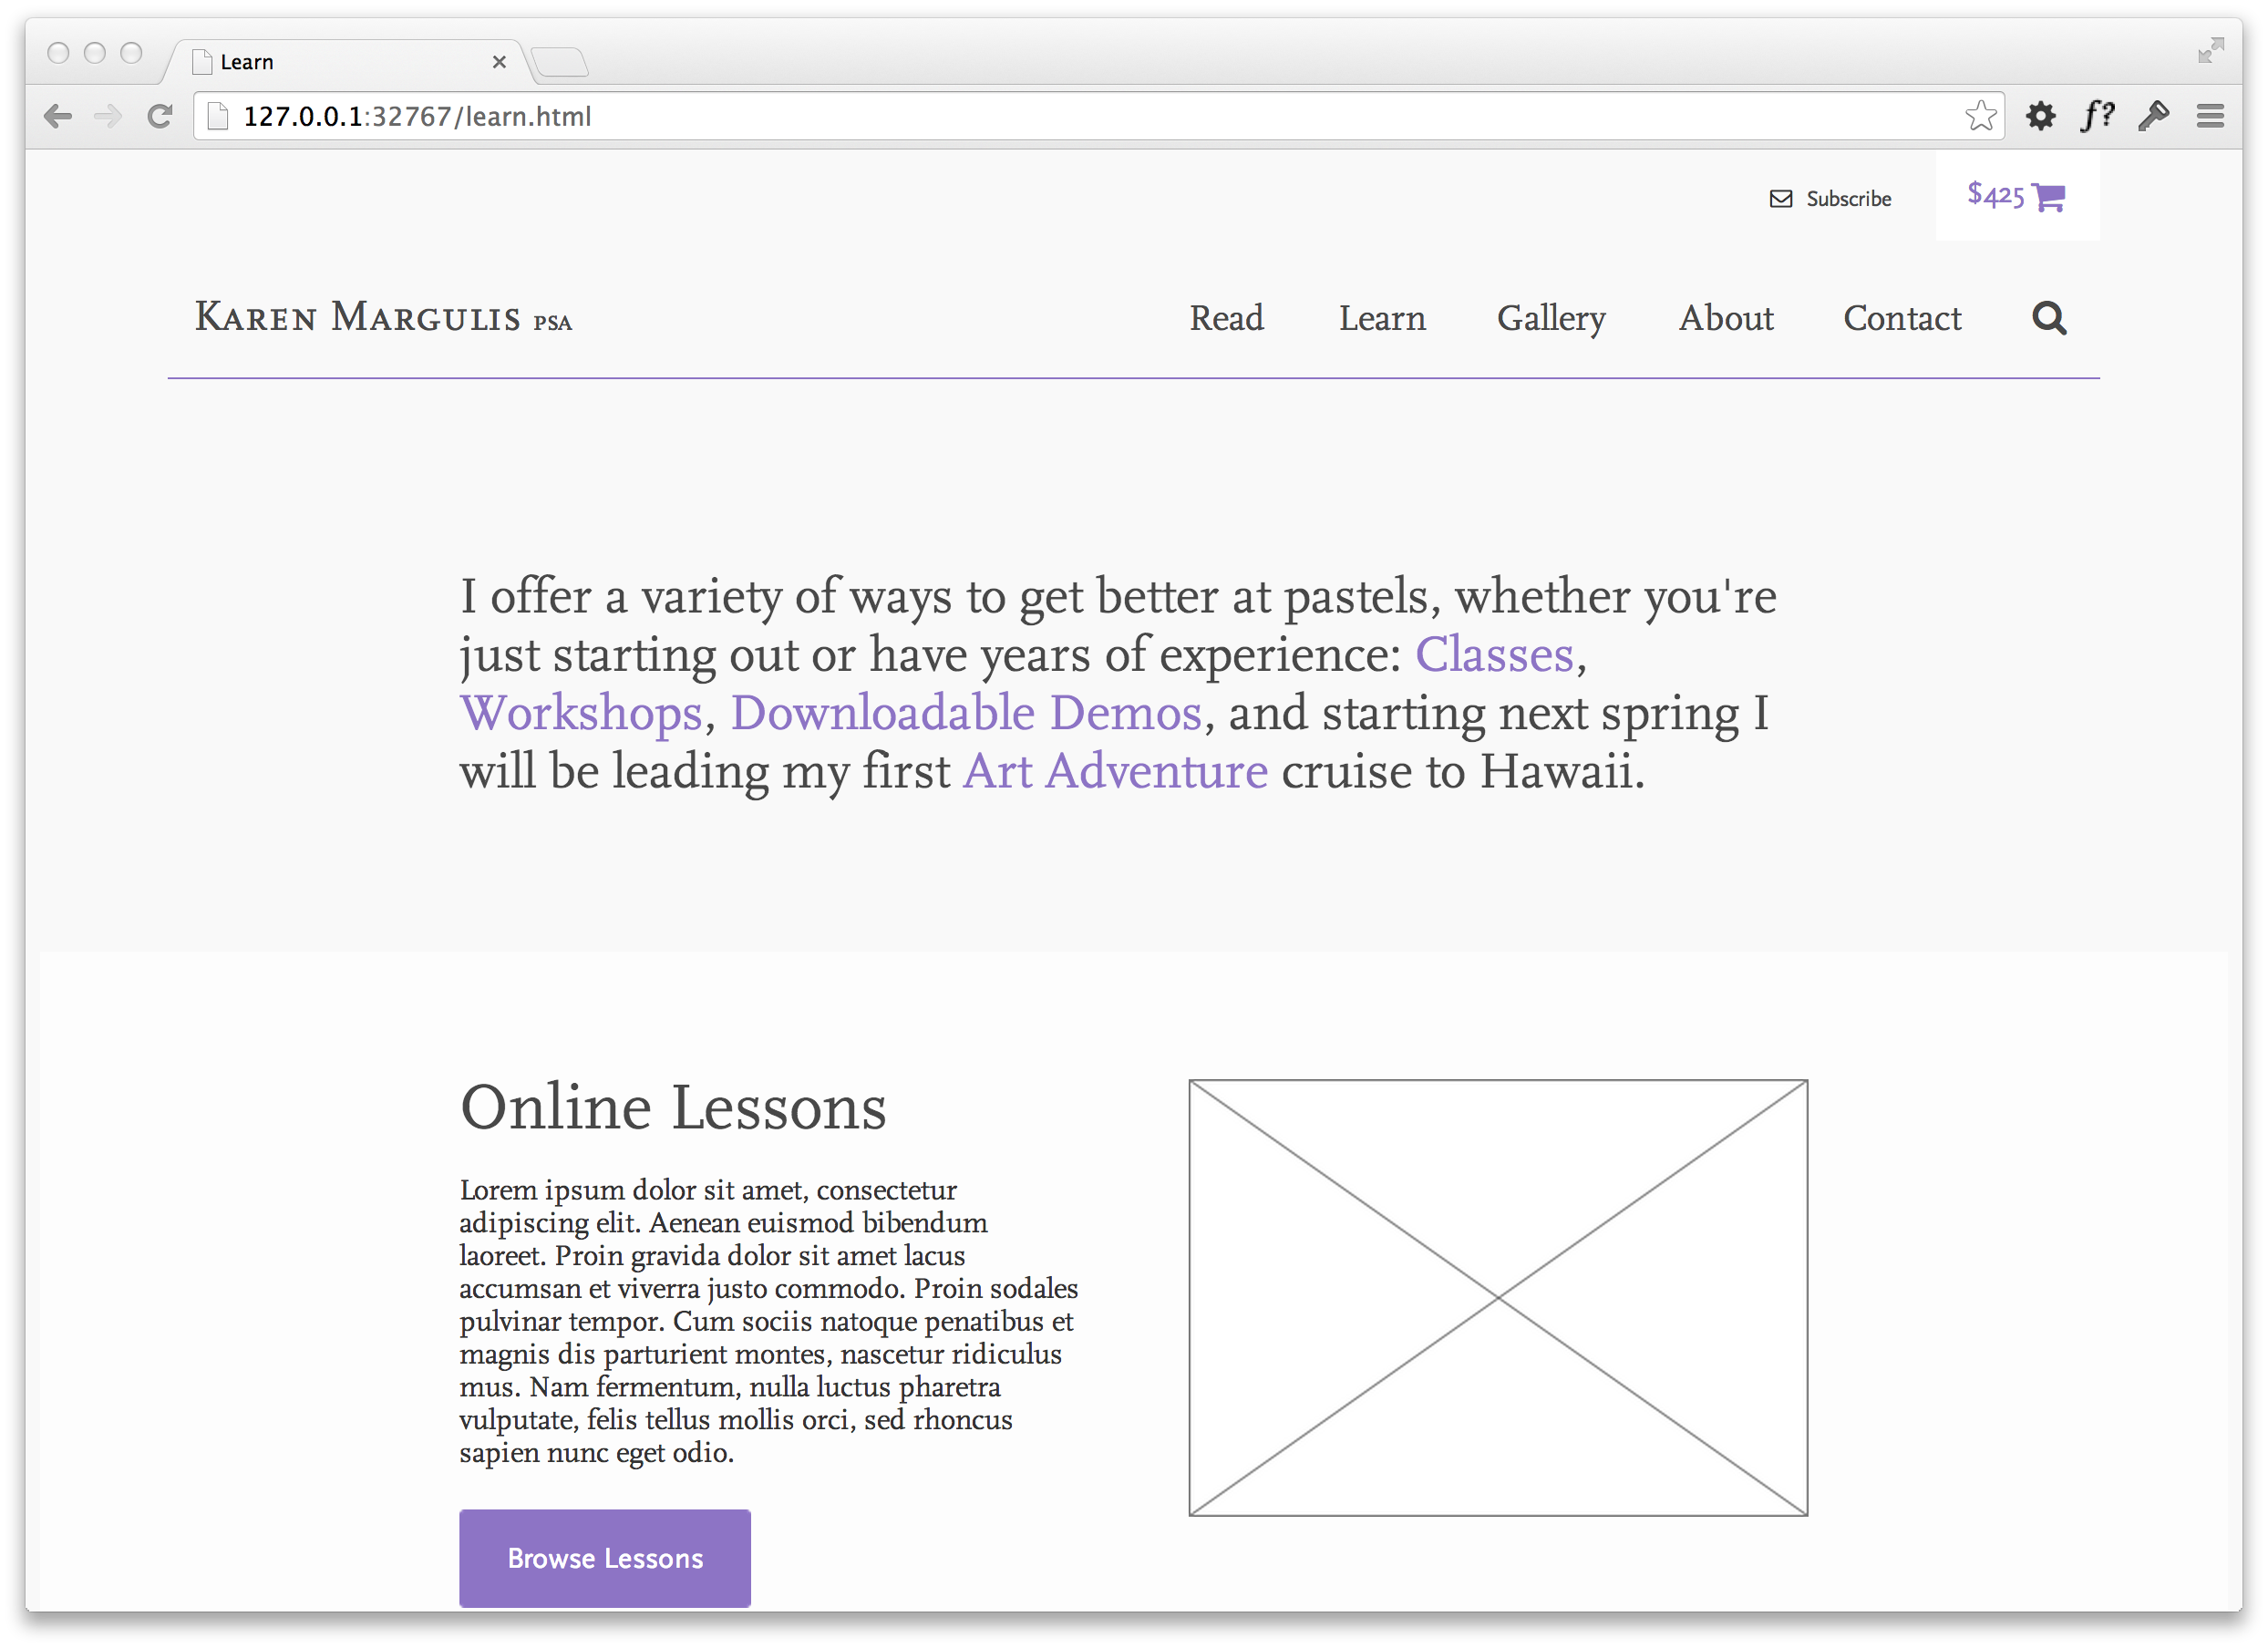 Learn
127.0.0.1:32767/learn.html
f?
Subscribe
$425
Karen Margulis PSA
Read Learn Gallery About Contact
I offer a variety of ways to get better at pastels, whether you're
just starting out or have years of experience: Classes,
Workshops, Downloadable Demos, and starting next spring I
will be leading my first Art Adventure cruise to Hawaii.
Online Lessons
Lorem ipsum dolor sit amet, consectetur
adipiscing elit. Aenean euismod bibendum
laoreet. Proin gravida dolor sit amet lacus
accumsan et viverra justo commodo. Proin sodales
pulvinar tempor. Cum sociis natoque penatibus et
magnis dis parturient montes, nascetur ridiculus
mus. Nam fermentum, nulla luctus pharetra
vulputate, felis tellus mollis orci, sed rhoncus
sapien nunc eget odio.
Browse Lessons